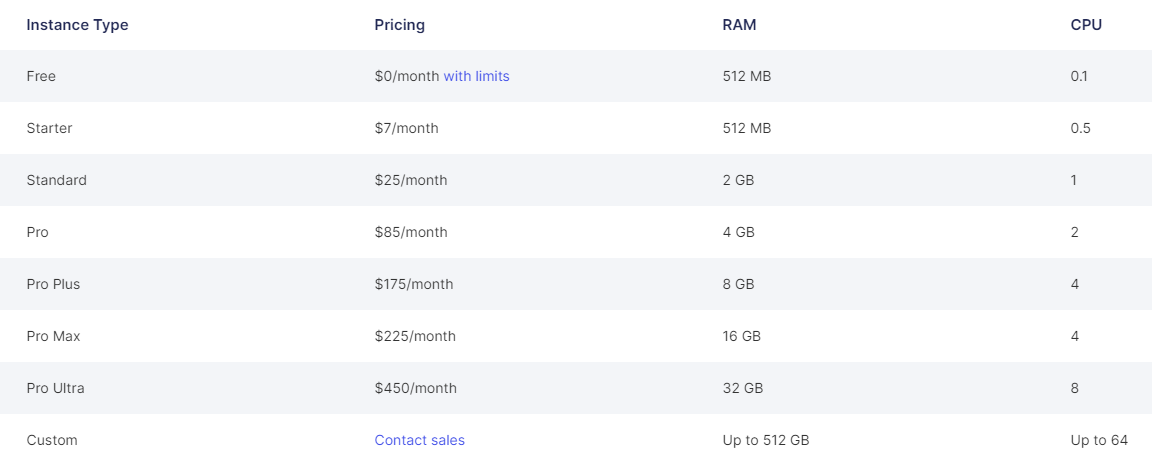 Instance Type Pricing RAM CPU
Free $0/month with limits 512 MB 0.1
Starter $7/month 512 MB 0.5
Standard $25/month 2 GB 1
Pro $85/month 4 GB 2
Pro Plus $175/month 8 GB 4
Pro Max $225/month 16 GB 4
Pro Ultra $450/month 32 GB 8
Custom Contact sales Up to 512 GB Up to 64